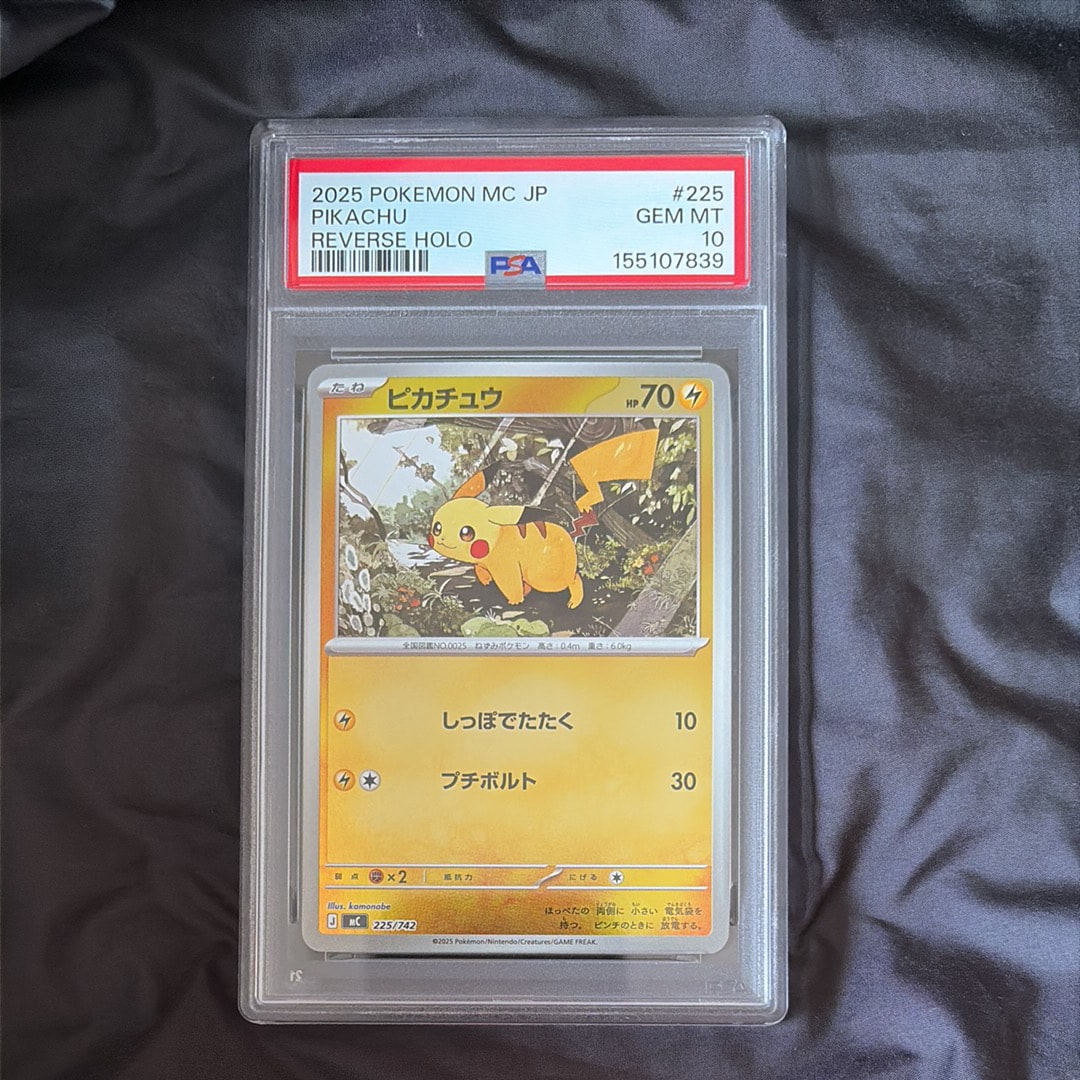 2025 POKEMON MC JP #225
PIKACHU GEM MT
REVERSE HOLO 10
PSA 155107839
たね ピカチュウ HP 70
全国図鑑NO.0025 ねずみポケモン 高さ:0.4m 重さ:6.0kg
しっぽでたたく 10
プチボルト 30
弱点 ×2 抵抗力 にげる
Illus. kamonabe
ほっぺたの 両側に 小さい 電気袋を
持つ。 ピンチのときに 放電する。
J MC 225/742
©2025 Pokémon/Nintendo/Creatures/GAME FREAK.